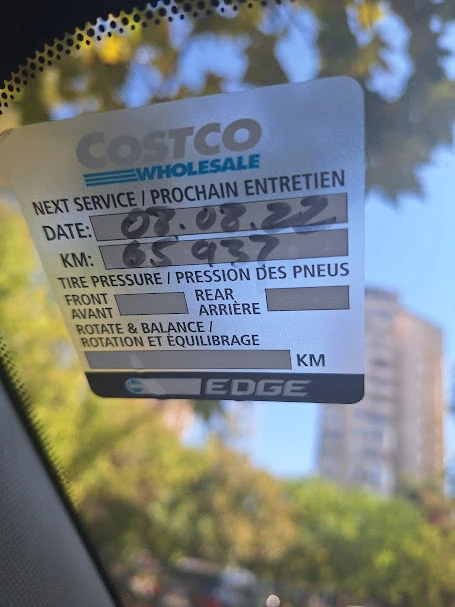 COSTCO
WHOLESALE
NEXT SERVICE / PROCHAIN ENTRETIEN
DATE: 07.08.22
KM: 65 937
TIRE PRESSURE / PRESSION DES PNEUS
FRONT REAR
AVANT ARRIÈRE
ROTATE & BALANCE /
ROTATION ET ÉQUILIBRAGE
KM
EDGE